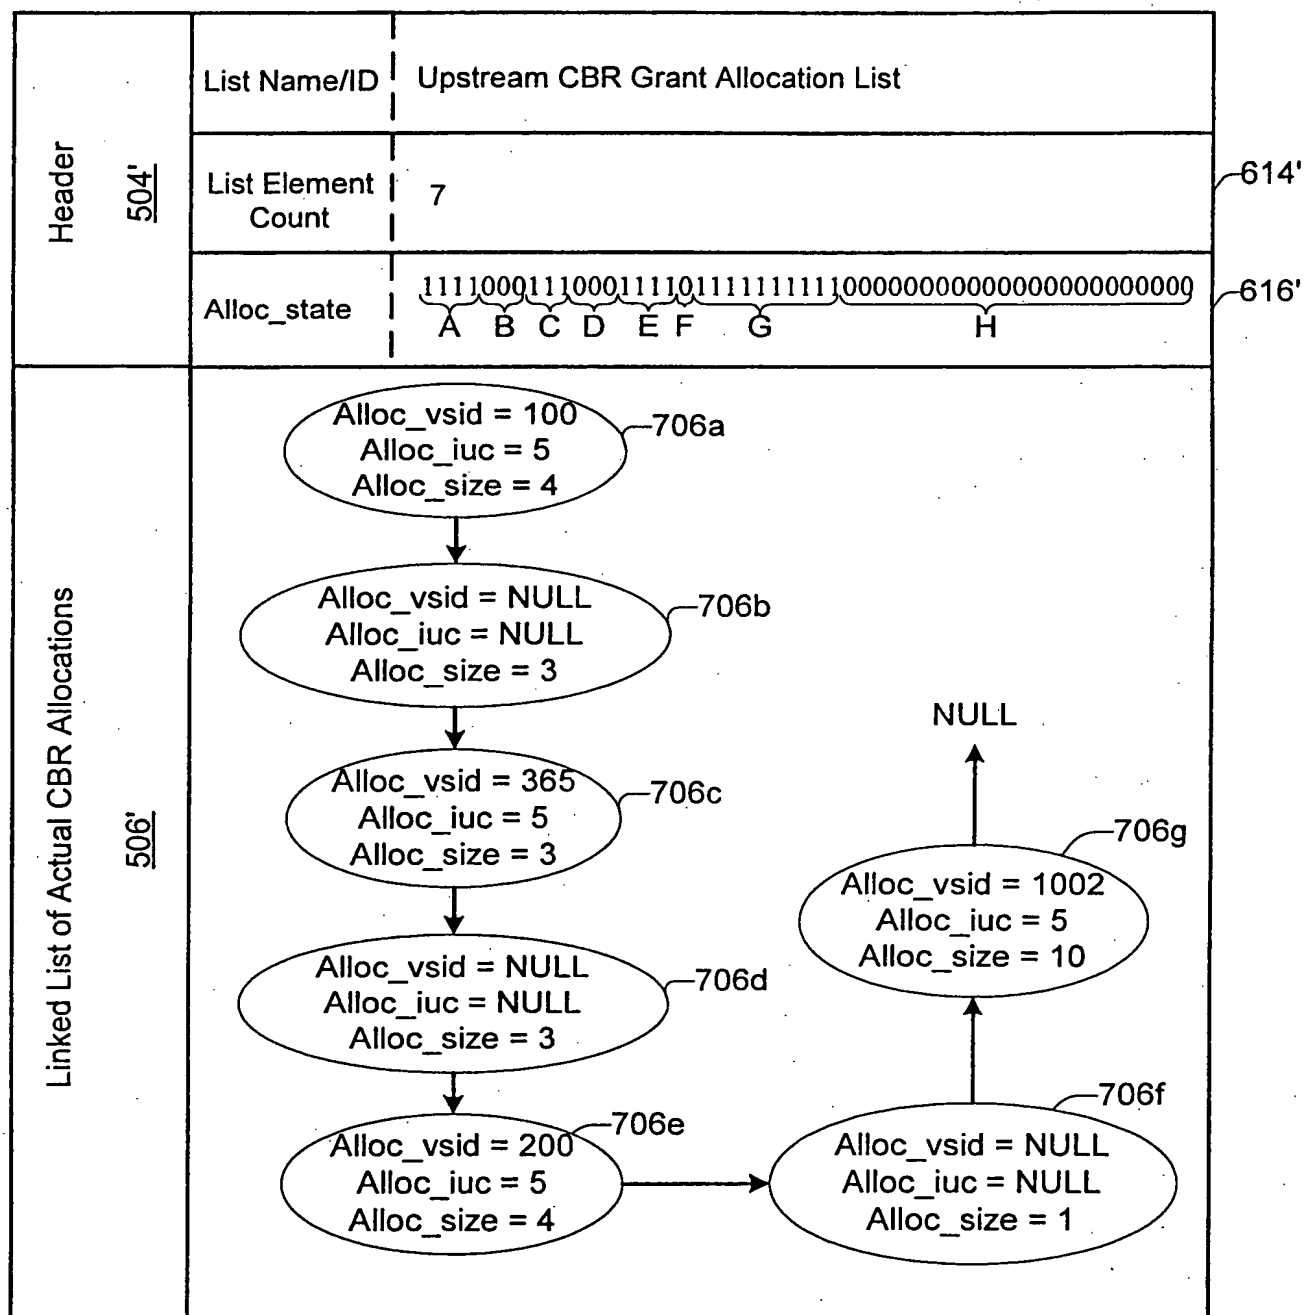 Header
504'
List Name/ID
Upstream CBR Grant Allocation List
List Element
Count
7
614'
Alloc_state
1111000111000111101111111111000000000000000000000000
A B C D E F G H
616'
Linked List of Actual CBR Allocations
506'
Alloc_vsid = 100
Alloc_iuc = 5
Alloc_size = 4
706a
Alloc_vsid = NULL
Alloc_iuc = NULL
Alloc_size = 3
706b
Alloc_vsid = 365
Alloc_iuc = 5
Alloc_size = 3
706c
Alloc_vsid = NULL
Alloc_iuc = NULL
Alloc_size = 3
706d
Alloc_vsid = 200
Alloc_iuc = 5
Alloc_size = 4
706e
Alloc_vsid = NULL
Alloc_iuc = NULL
Alloc_size = 1
706f
Alloc_vsid = 1002
Alloc_iuc = 5
Alloc_size = 10
706g
NULL